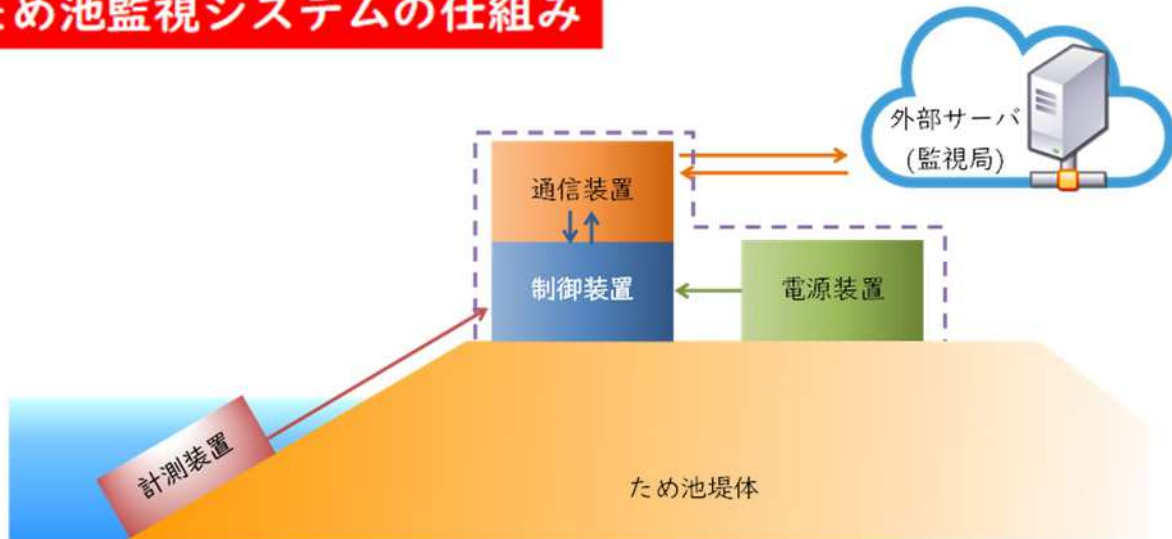 ため池監視システムの仕組み
外部サーバ
(監視局)
通信装置
制御装置
電源装置
計測装置
ため池堤体